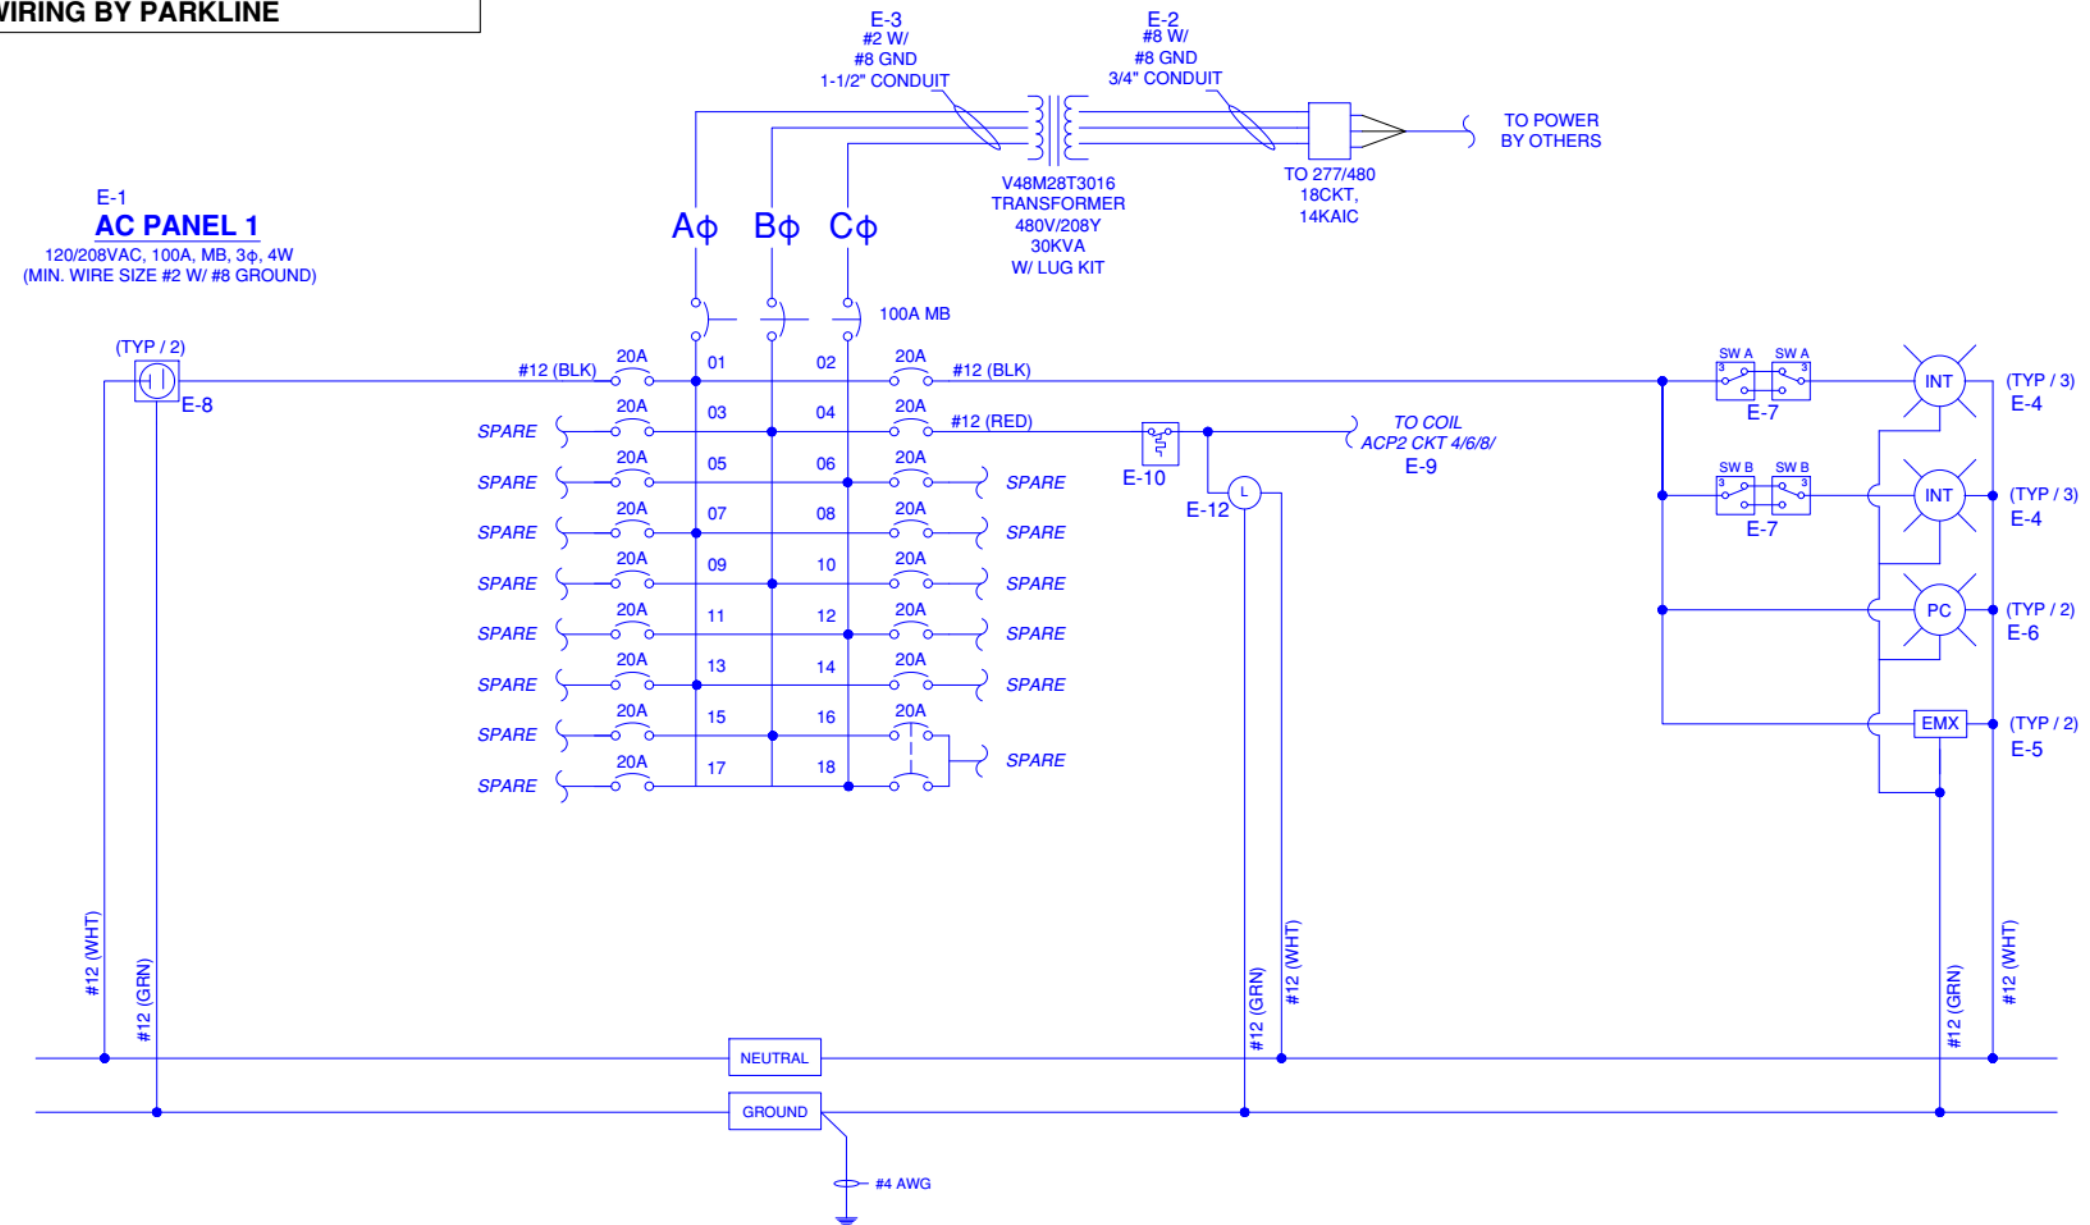 WIRING BY PARKLINE
E-3
#2 W/
#8 GND
1-1/2" CONDUIT
E-2
#8 W/
#8 GND
3/4" CONDUIT
TO POWER
BY OTHERS
TO 277/480
18CKT,
14KAIC
V48M28T3016
TRANSFORMER
480V/208Y
30KVA
W/ LUG KIT
E-1
AC PANEL 1
120/208VAC, 100A, MB, 3ϕ, 4W
(MIN. WIRE SIZE #2 W/ #8 GROUND)
Aϕ Bϕ Cϕ
100A MB
(TYP / 2)
E-8
#12 (BLK) 20A 01 02 20A #12 (BLK)
SPARE 20A 03 04 20A #12 (RED)
SPARE 20A 05 06 20A SPARE
SPARE 20A 07 08 20A SPARE
SPARE 20A 09 10 20A SPARE
SPARE 20A 11 12 20A SPARE
SPARE 20A 13 14 20A SPARE
SPARE 20A 15 16 20A
SPARE 20A 17 18 SPARE
E-10
TO COIL
ACP2 CKT 4/6/8/
E-9
L
E-12
SW A SW A
3 3
E-7
INT
(TYP / 3)
E-4
SW B SW B
3 3
E-7
INT
(TYP / 3)
E-4
PC
(TYP / 2)
E-6
EMX
(TYP / 2)
E-5
#12 (WHT)
#12 (GRN)
#12 (GRN)
#12 (WHT)
#12 (GRN)
#12 (WHT)
NEUTRAL
GROUND
#4 AWG